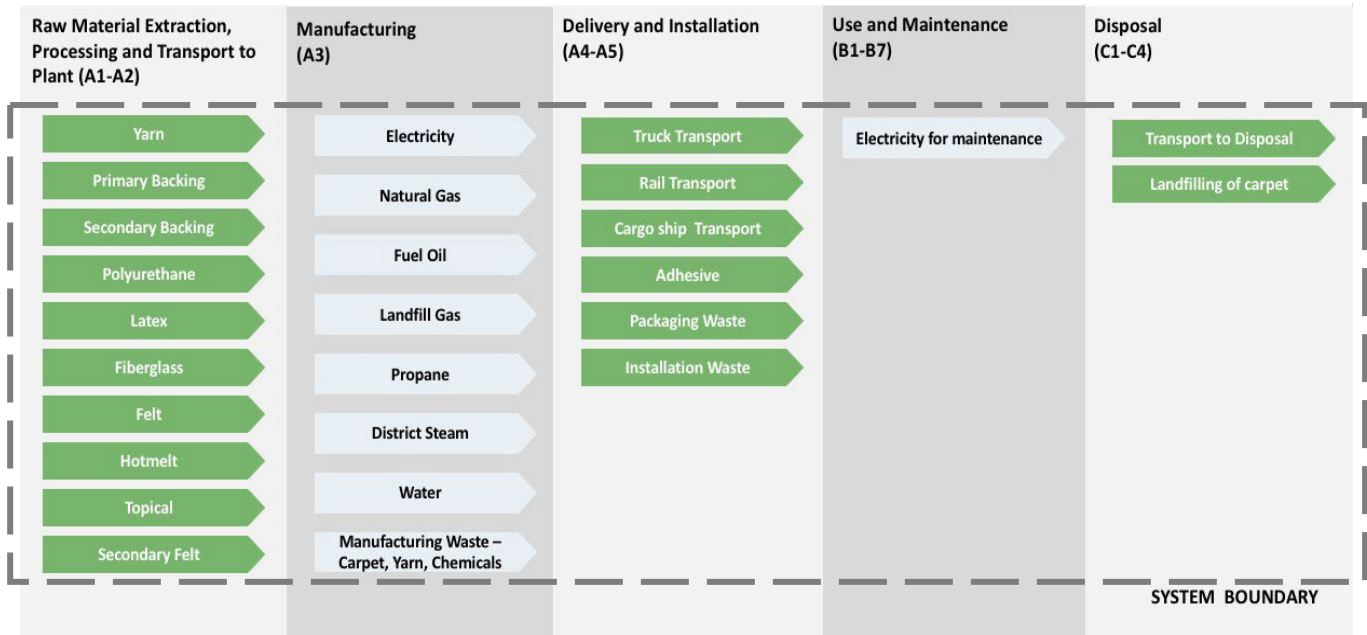 Raw Material Extraction,
Processing and Transport to
Plant (A1-A2)
Yarn
Primary Backing
Secondary Backing
Polyurethane
Latex
Fiberglass
Felt
Hotmelt
Topical
Secondary Felt
Manufacturing
(A3)
Electricity
Natural Gas
Fuel Oil
Landfill Gas
Propane
District Steam
Water
Manufacturing Waste –
Carpet, Yarn, Chemicals
Delivery and Installation
(A4-A5)
Truck Transport
Rail Transport
Cargo ship Transport
Adhesive
Packaging Waste
Installation Waste
Use and Maintenance
(B1-B7)
Electricity for maintenance
Disposal
(C1-C4)
Transport to Disposal
Landfilling of carpet
SYSTEM BOUNDARY